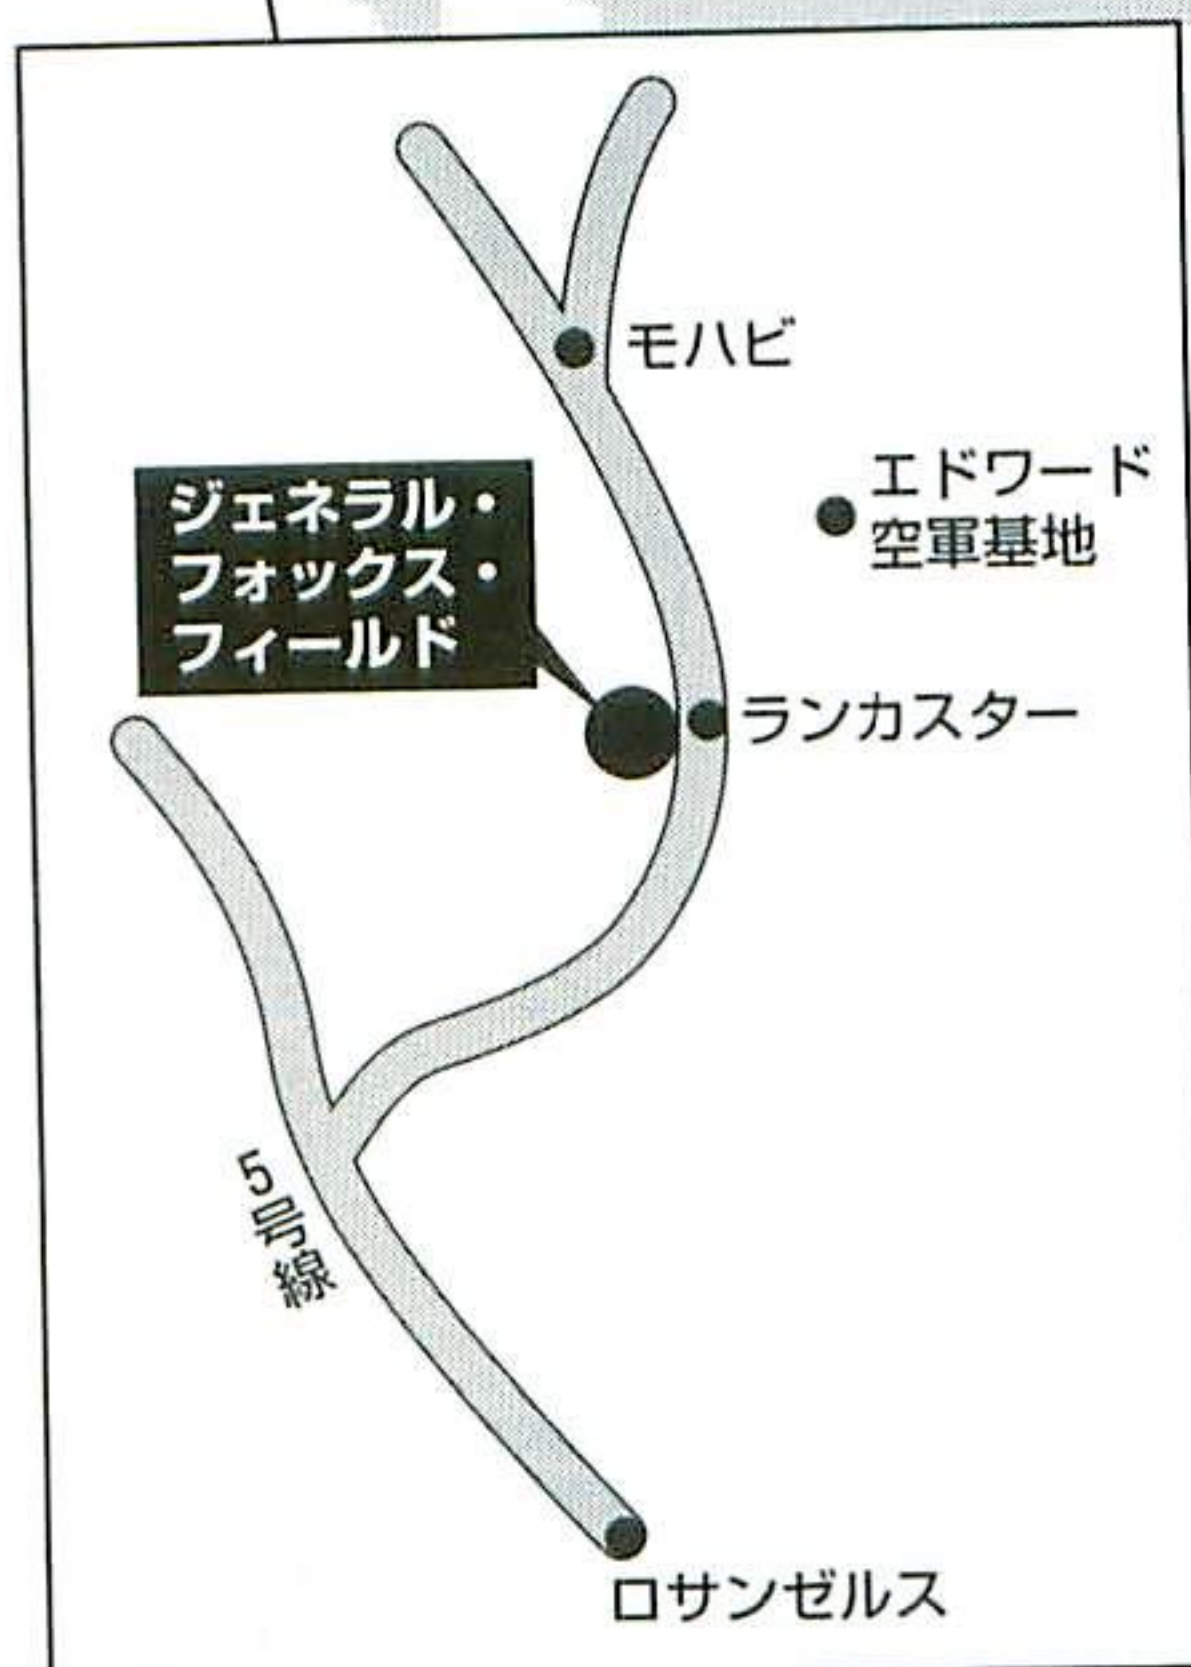 モハビ
エドワード
空軍基地
ジェネラル・
フォックス・
フィールド
ランカスター
5号線
ロサンゼルス